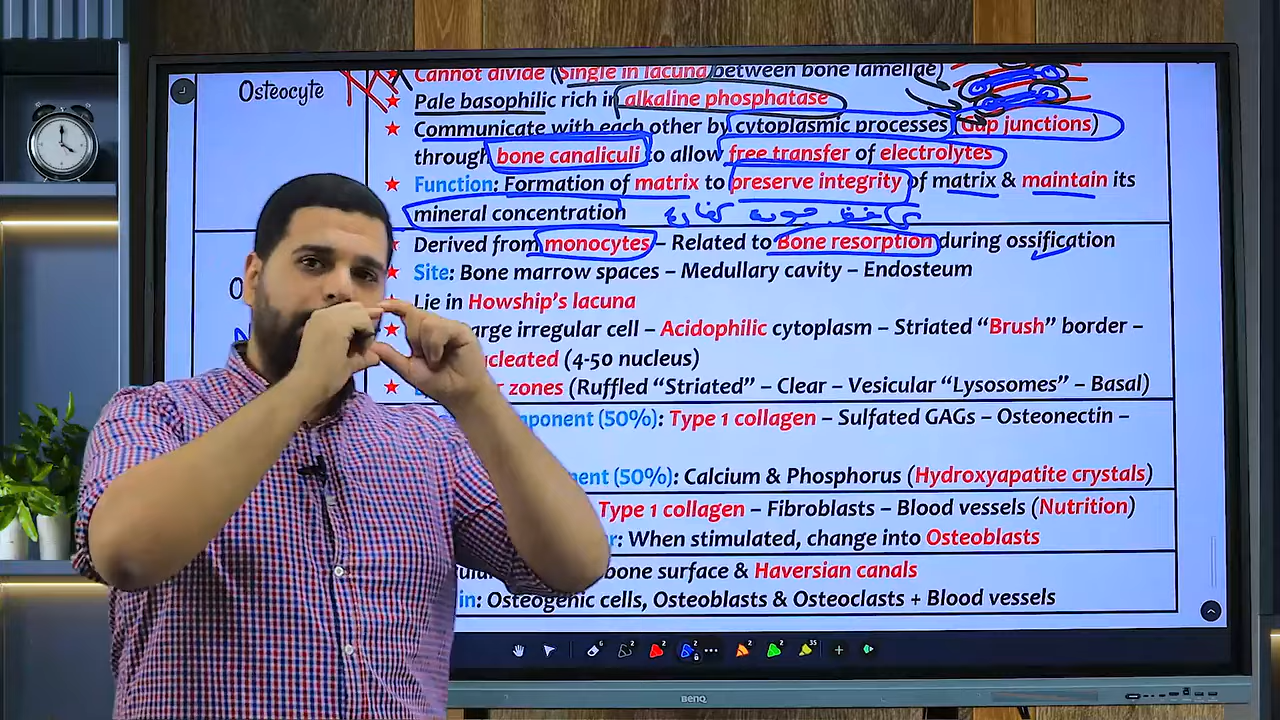 Osteocyte
Cannot divide (Single in lacuna between bone lamellae)
Pale basophilic rich in alkaline phosphatase
Communicate with each other by cytoplasmic processes (Gap junctions)
through bone canaliculi to allow free transfer of electrolytes
Function: Formation of matrix to preserve integrity of matrix & maintain its
mineral concentration
Derived from monocytes – Related to Bone resorption during ossification
Site: Bone marrow spaces – Medullary cavity – Endosteum
Lie in Howship's lacuna
arge irregular cell – Acidophilic cytoplasm – Striated "Brush" border –
ucleated (4-50 nucleus)
zones (Ruffled "Striated" – Clear – Vesicular "Lysosomes" – Basal)
ponent (50%): Type 1 collagen – Sulfated GAGs – Osteonectin –
nent (50%): Calcium & Phosphorus (Hydroxyapatite crystals)
Type 1 collagen – Fibroblasts – Blood vessels (Nutrition)
r: When stimulated, change into Osteoblasts
bone surface & Haversian canals
in: Osteogenic cells, Osteoblasts & Osteoclasts + Blood vessels
BENQ